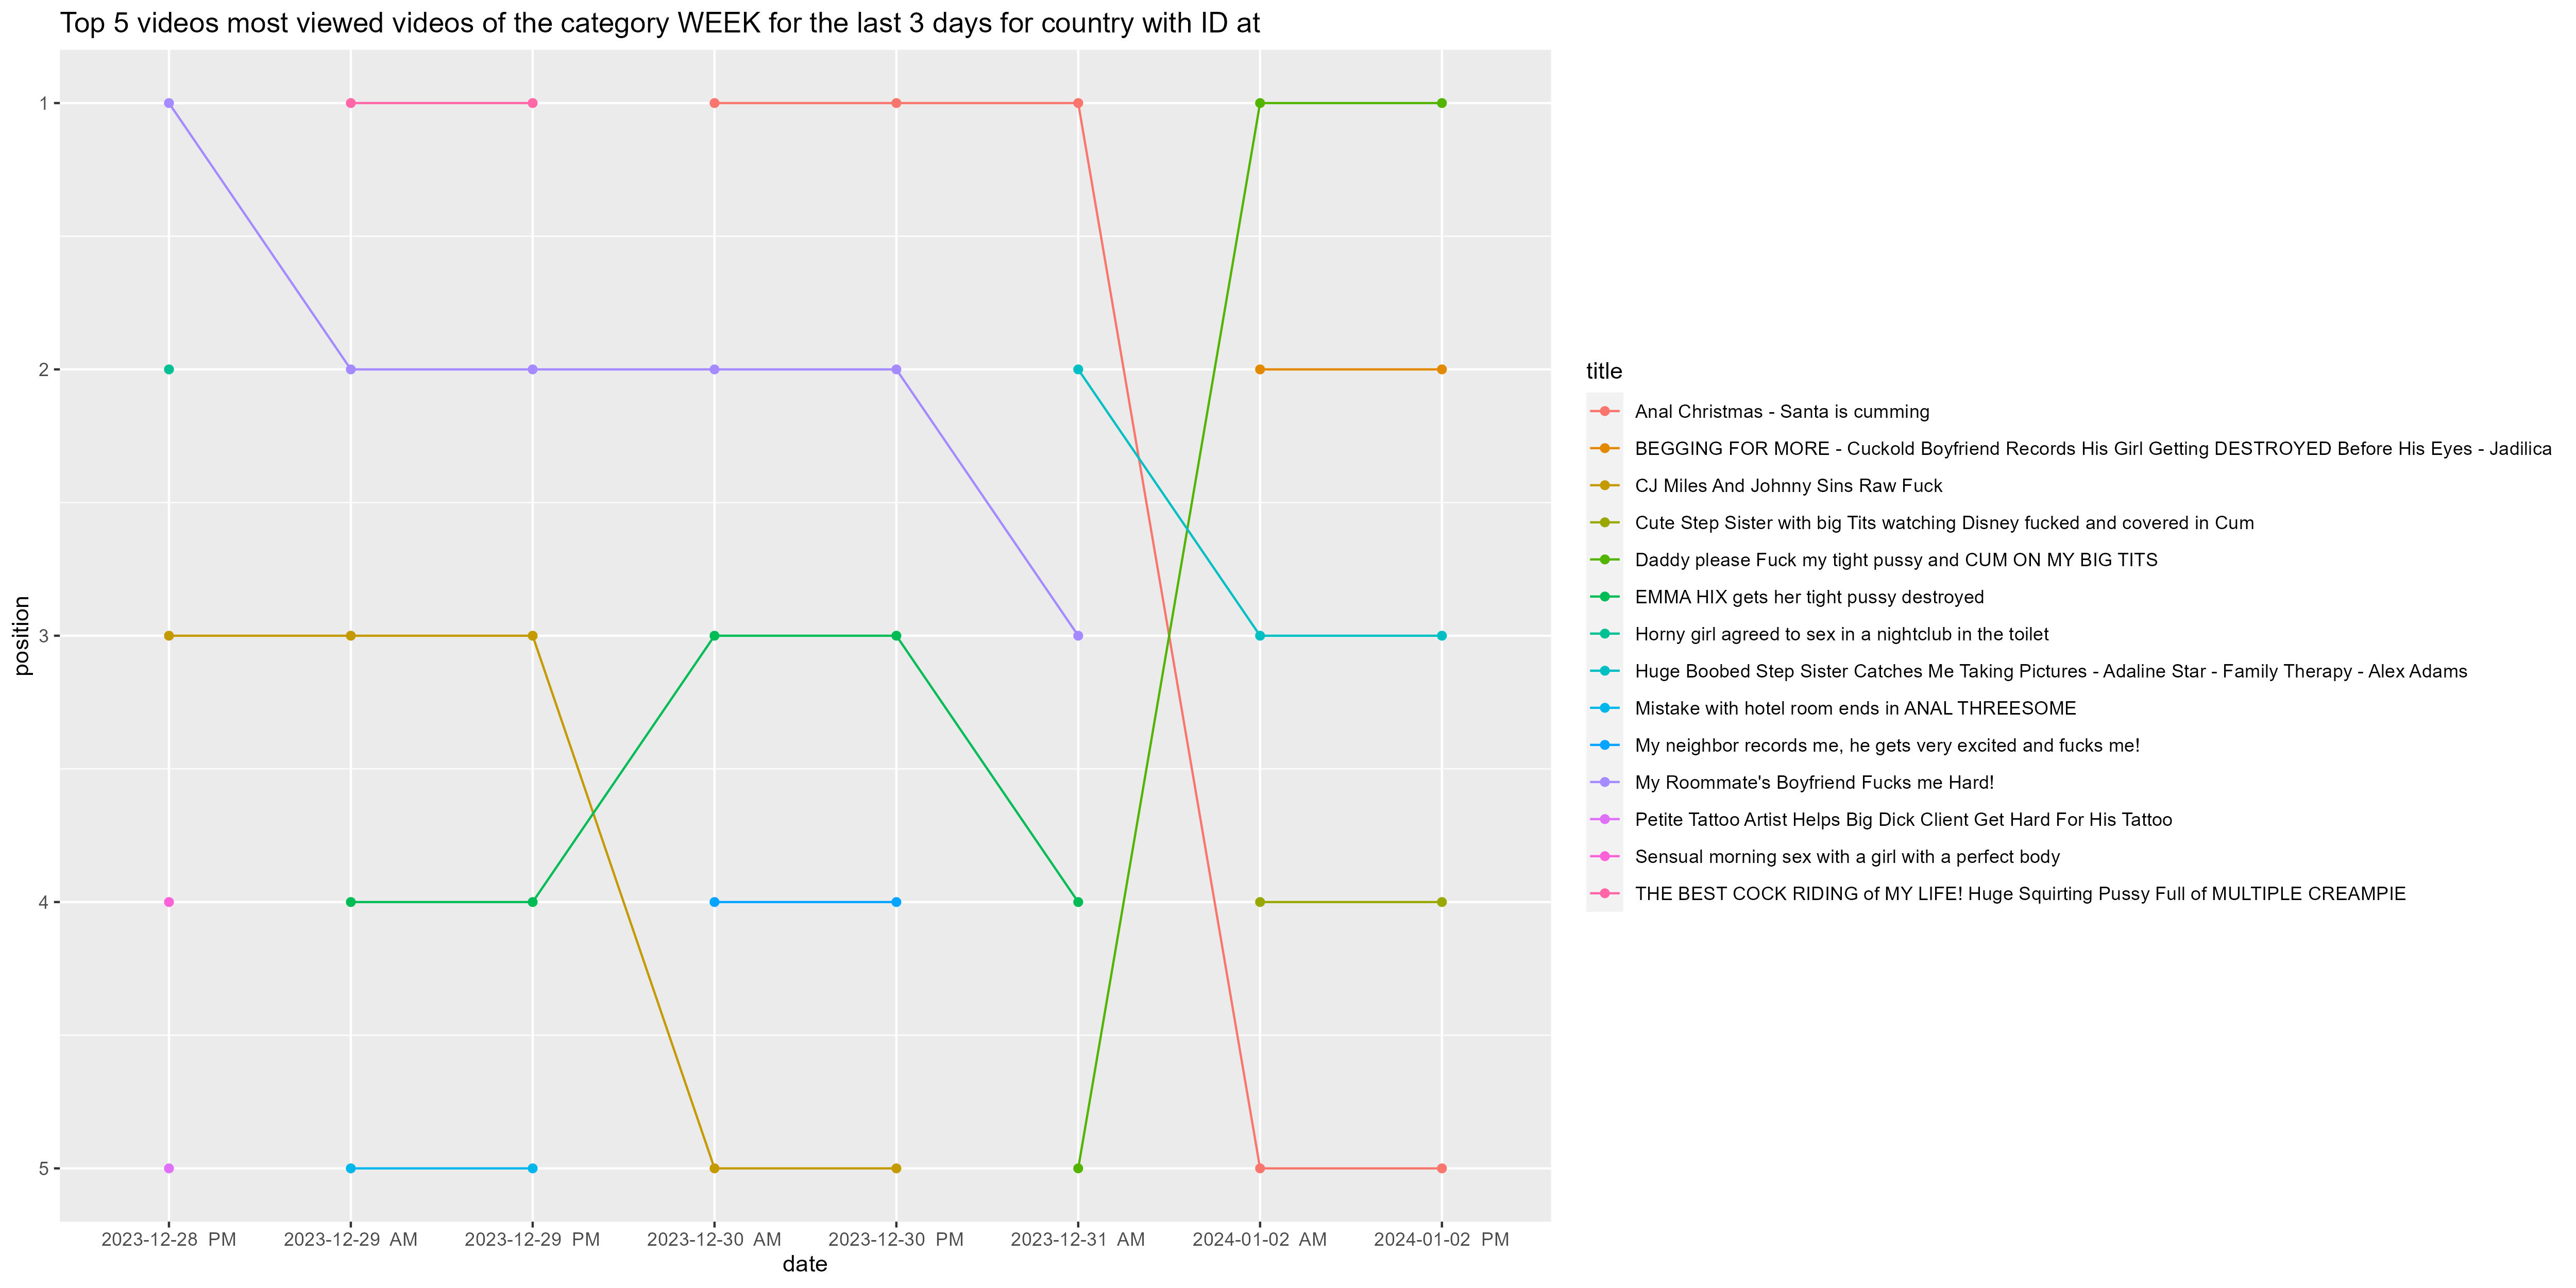 Top 5 videos most viewed videos of the category WEEK for the last 3 days for country with ID at
position
1
2
3
4
5
2023-12-28 PM
2023-12-29 AM
2023-12-29 PM
2023-12-30 AM
2023-12-30 PM
2023-12-31 AM
2024-01-02 AM
2024-01-02 PM
date
title
Anal Christmas - Santa is cumming
BEGGING FOR MORE - Cuckold Boyfriend Records His Girl Getting DESTROYED Before His Eyes - Jadilica
CJ Miles And Johnny Sins Raw Fuck
Cute Step Sister with big Tits watching Disney fucked and covered in Cum
Daddy please Fuck my tight pussy and CUM ON MY BIG TITS
EMMA HIX gets her tight pussy destroyed
Horny girl agreed to sex in a nightclub in the toilet
Huge Boobed Step Sister Catches Me Taking Pictures - Adaline Star - Family Therapy - Alex Adams
Mistake with hotel room ends in ANAL THREESOME
My neighbor records me, he gets very excited and fucks me!
My Roommate's Boyfriend Fucks me Hard!
Petite Tattoo Artist Helps Big Dick Client Get Hard For His Tattoo
Sensual morning sex with a girl with a perfect body
THE BEST COCK RIDING of MY LIFE! Huge Squirting Pussy Full of MULTIPLE CREAMPIE